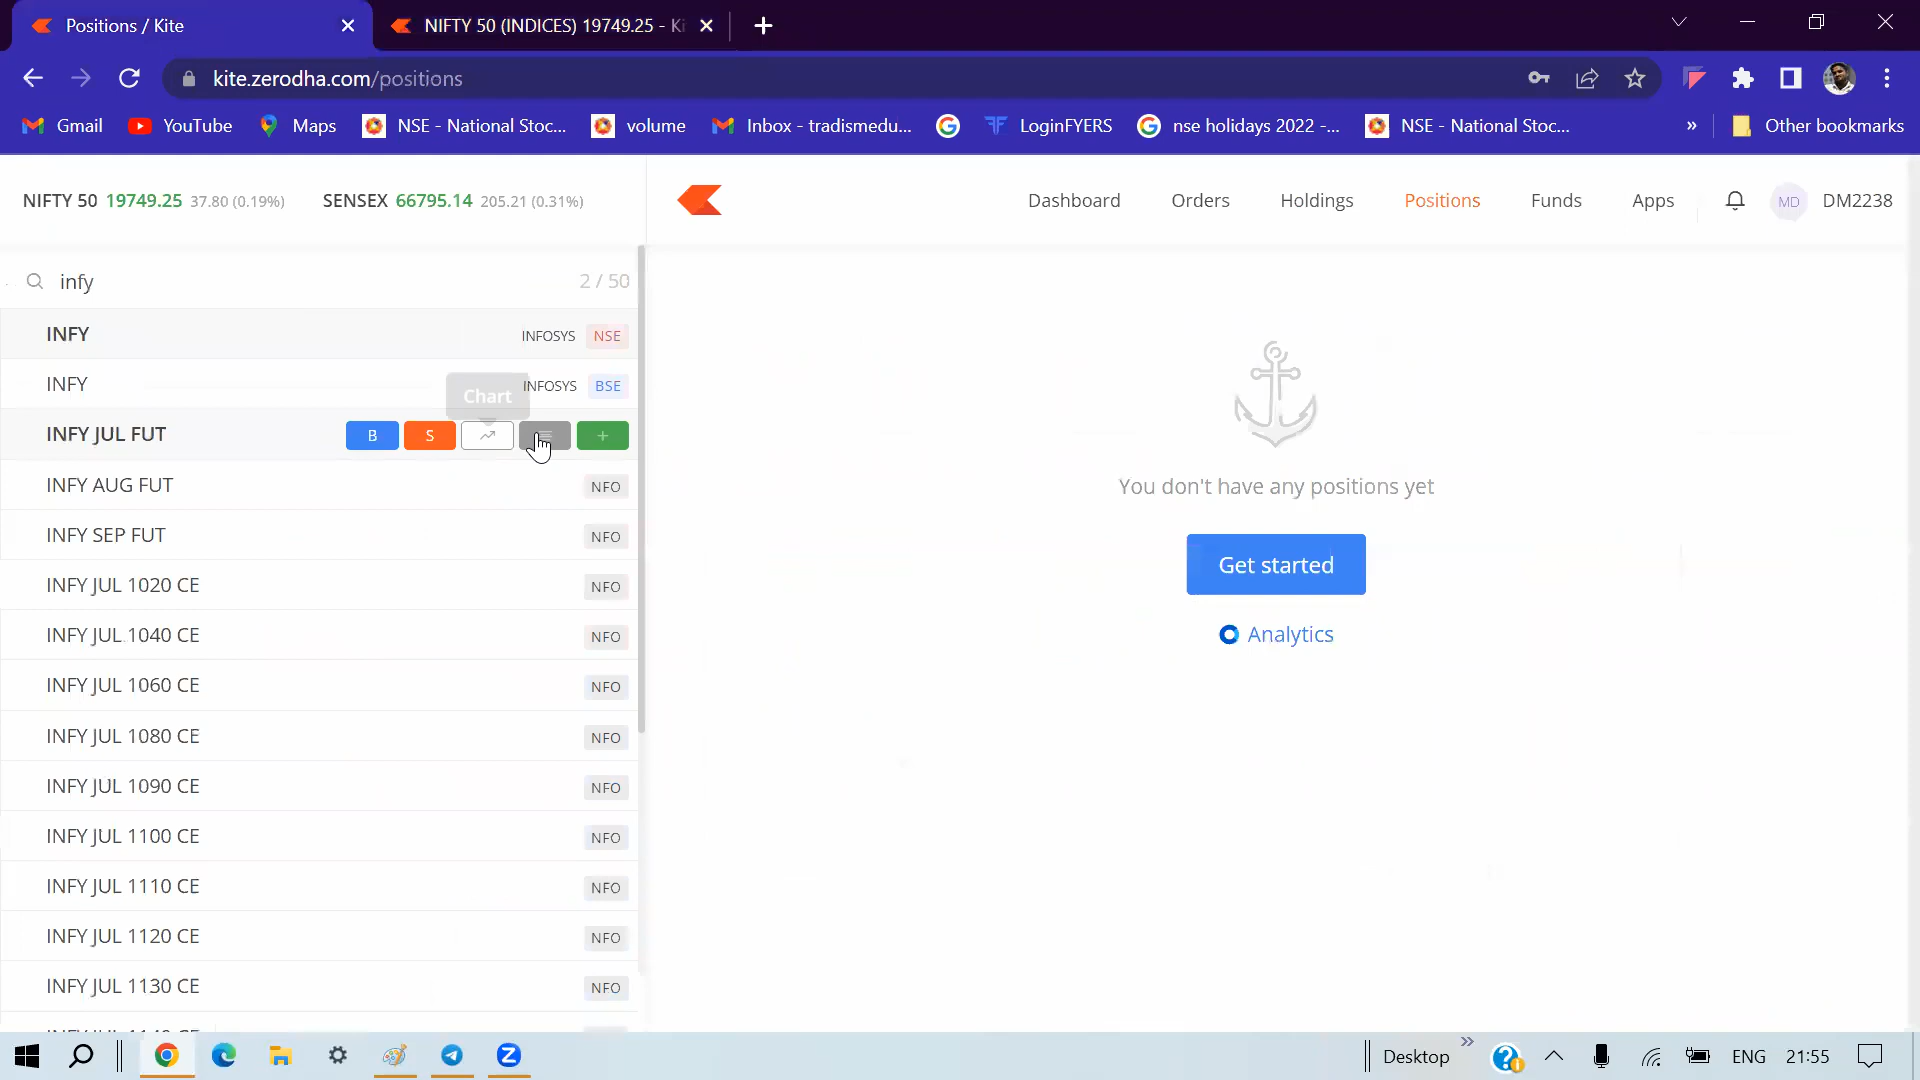 Positions / Kite
NIFTY 50 (INDICES) 19749.25 - Ki
kite.zerodha.com/positions
Gmail
YouTube
Maps
NSE - National Stoc...
volume
Inbox - tradismedu...
LoginFYERS
nse holidays 2022 -...
NSE - National Stoc...
»
Other bookmarks
NIFTY 50 19749.25 37.80 (0.19%)
SENSEX 66795.14 205.21 (0.31%)
Dashboard
Orders
Holdings
Positions
Funds
Apps
MD
DM2238
infy
2 / 50
INFY INFOSYS NSE
INFY INFOSYS BSE
Chart
INFY JUL FUT B S +
INFY AUG FUT NFO
INFY SEP FUT NFO
INFY JUL 1020 CE NFO
INFY JUL 1040 CE NFO
INFY JUL 1060 CE NFO
INFY JUL 1080 CE NFO
INFY JUL 1090 CE NFO
INFY JUL 1100 CE NFO
INFY JUL 1110 CE NFO
INFY JUL 1120 CE NFO
INFY JUL 1130 CE NFO
You don't have any positions yet
Get started
Analytics
Desktop
»
ENG
21:55